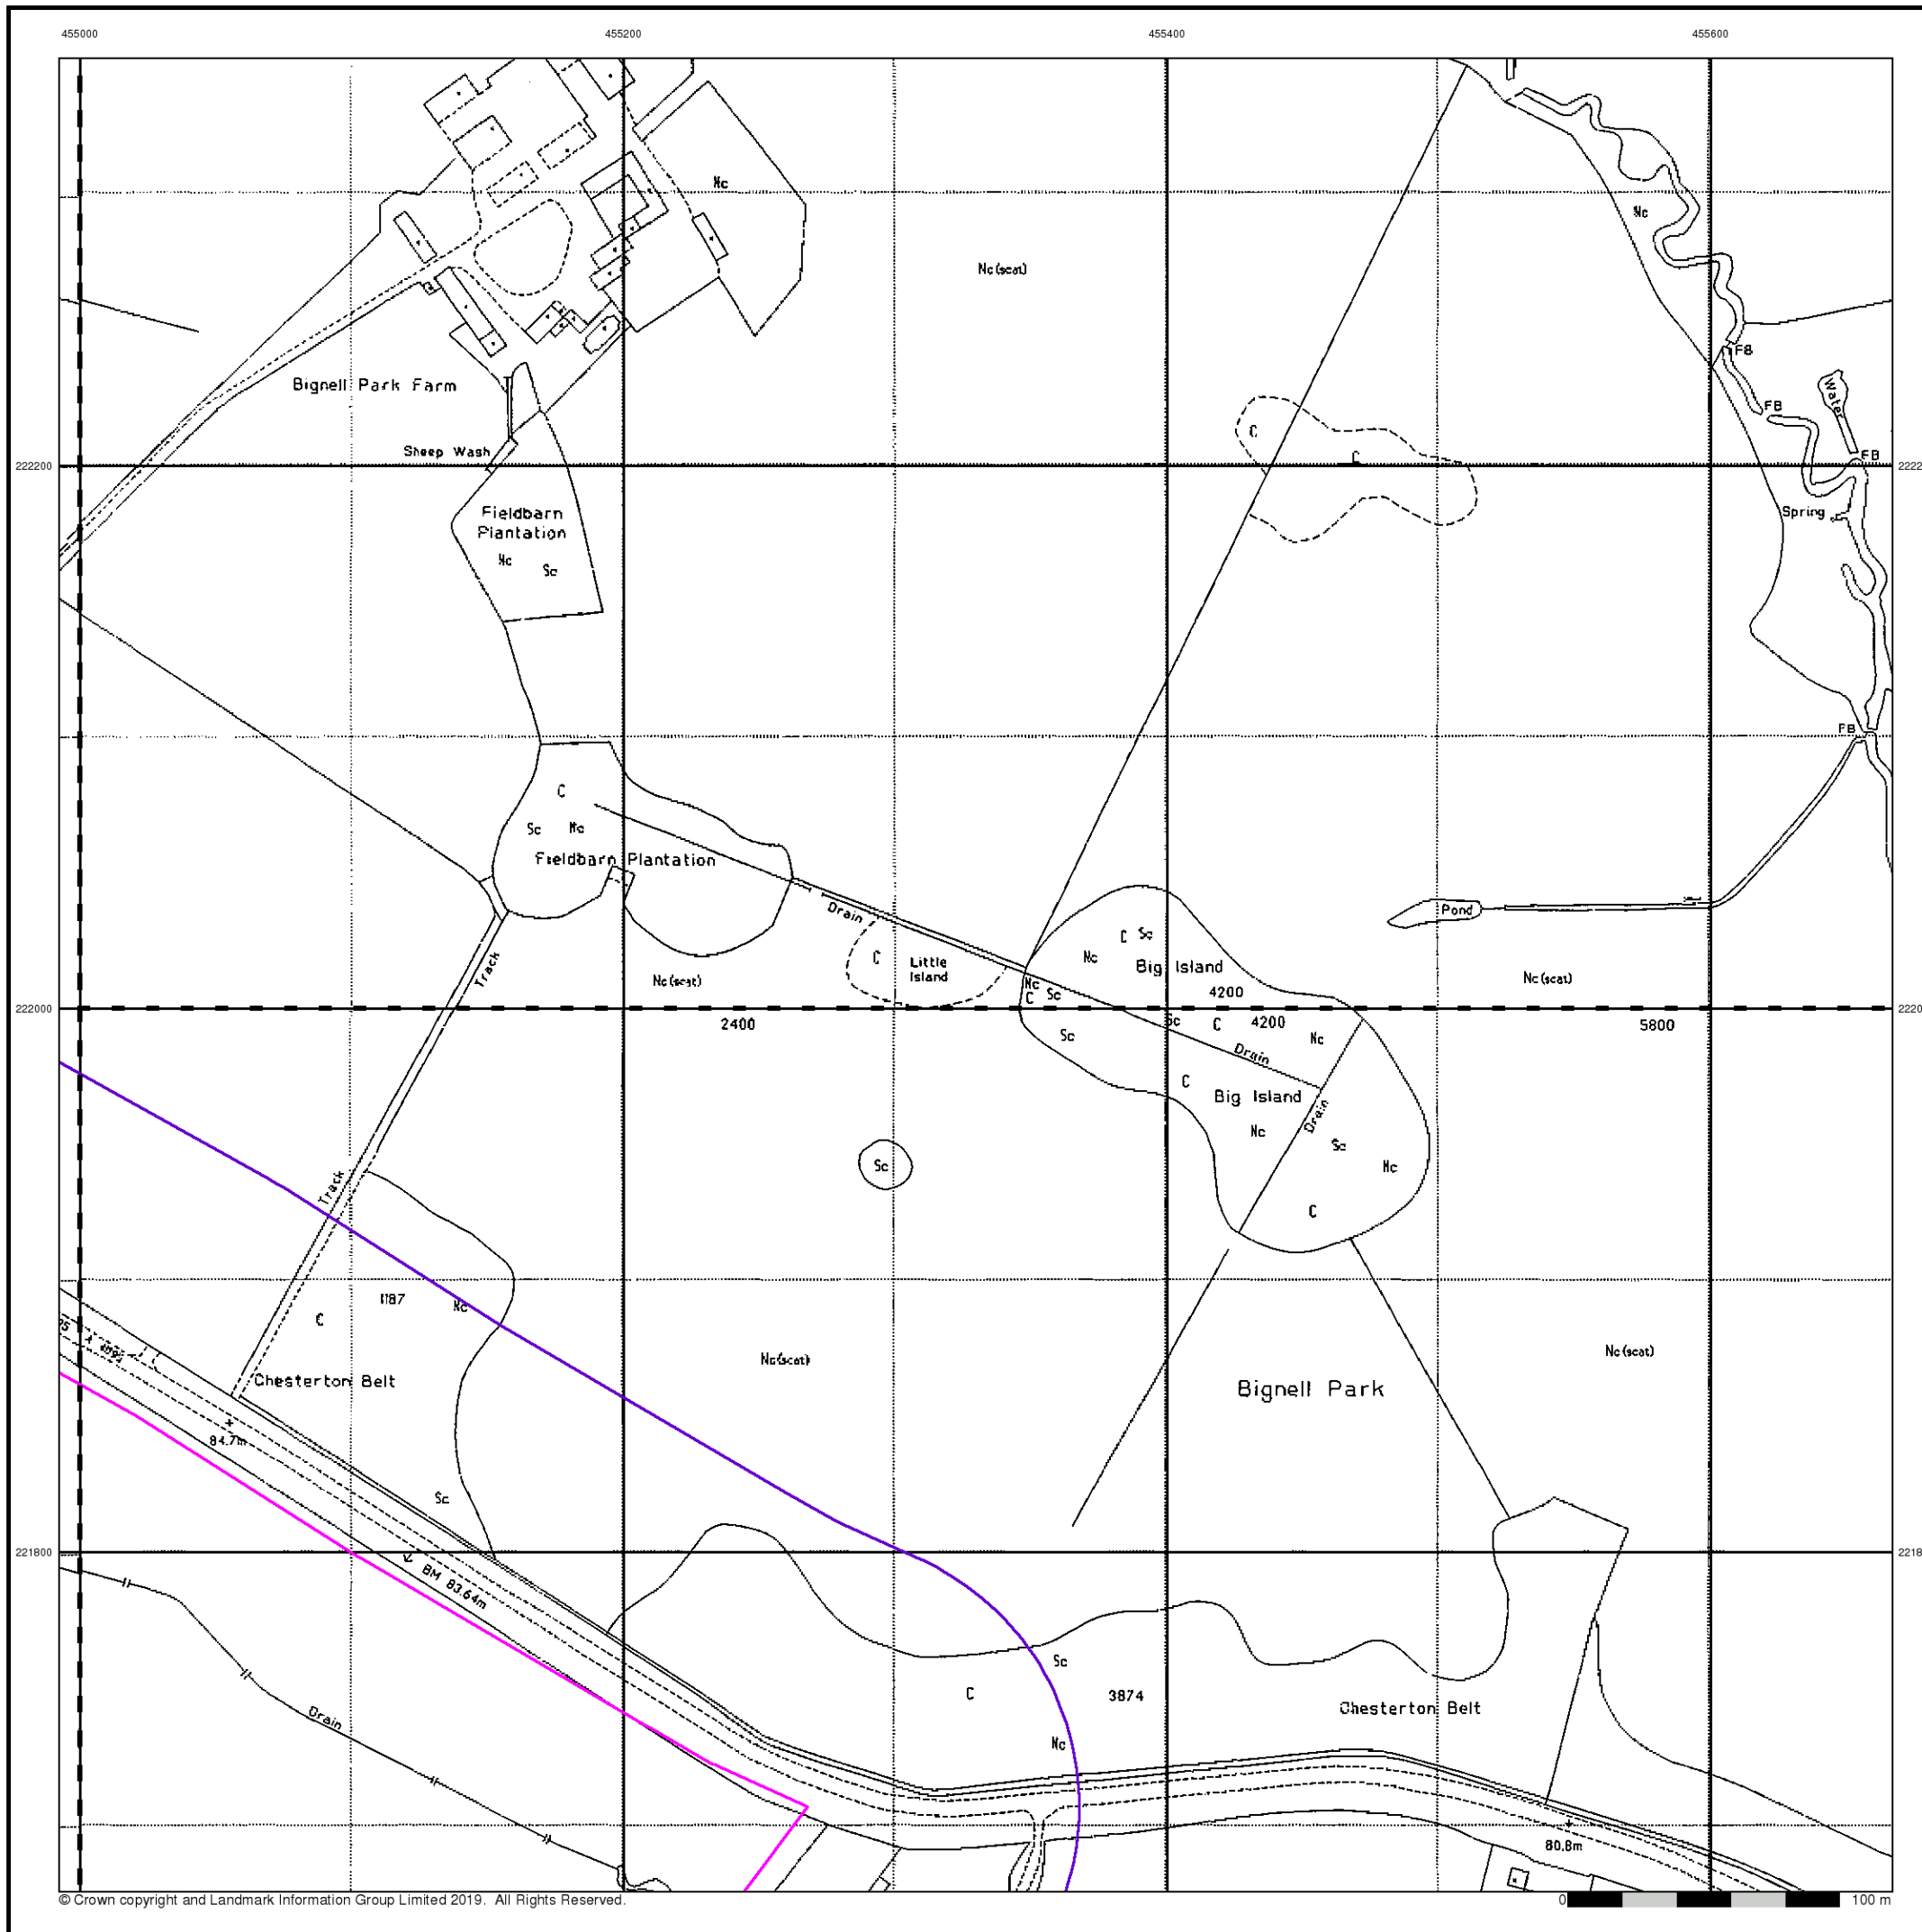 455000 455200 455400 455600
Nc
Nc
Nc (scat)
FB
Bignell Park Farm
Water
FB
C
Sheep Wash
C
FB
222200
2222
Fieldbarn
Plantation
Spring
Nc Sc
FB
C
Sc Nc
Fieldbarn Plantation
Drain
Pond
C Sc
Nc
C
Little
Island
Big Island
Track
Nc (scat)
Nc (scat)
Nc
C Sc
4200
222000
2220
2400
Sc C 4200
5800
Sc
Nc
Drain
C
Big Island
Drain
Nc
Sc
Sc
Nc
Track
C
1187
Nc
C
Nc (scat)
Nc (scat)
Chesterton Belt
Bignell Park
84.7m
Sc
221800
2218
BM 83.64m
Sc
C
3874
Chesterton Belt
Drain
Nc
80.8m
© Crown copyright and Landmark Information Group Limited 2019. All Rights Reserved.
0 100 m